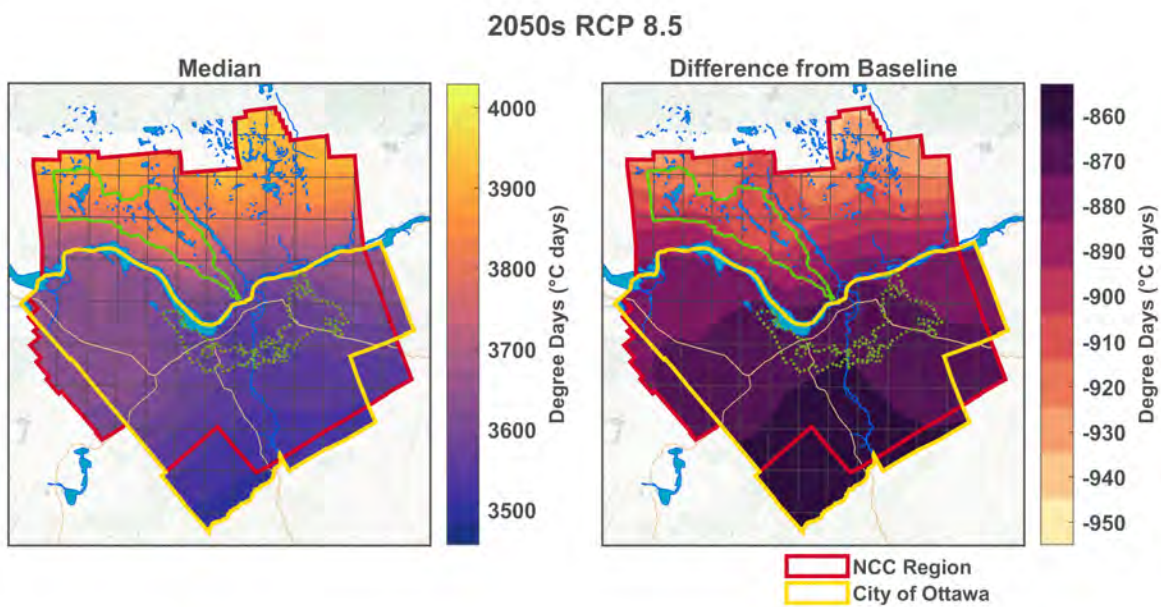 2050s RCP 8.5
Median
Difference from Baseline
4000
3900
3800
3700
3600
3500
Degree Days (°C days)
-860
-870
-880
-890
-900
-910
-920
-930
-940
-950
Degree Days (°C days)
NCC Region
City of Ottawa